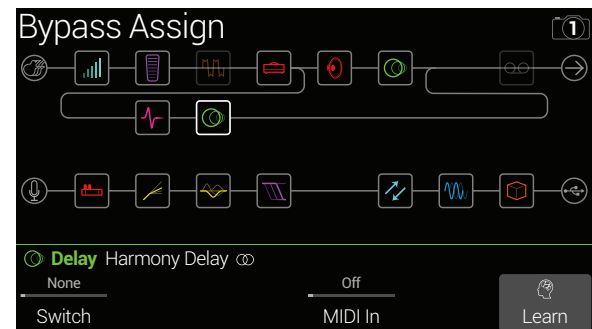 Bypass Assign
1
Delay Harmony Delay
None
Off
Switch
MIDI In
Learn